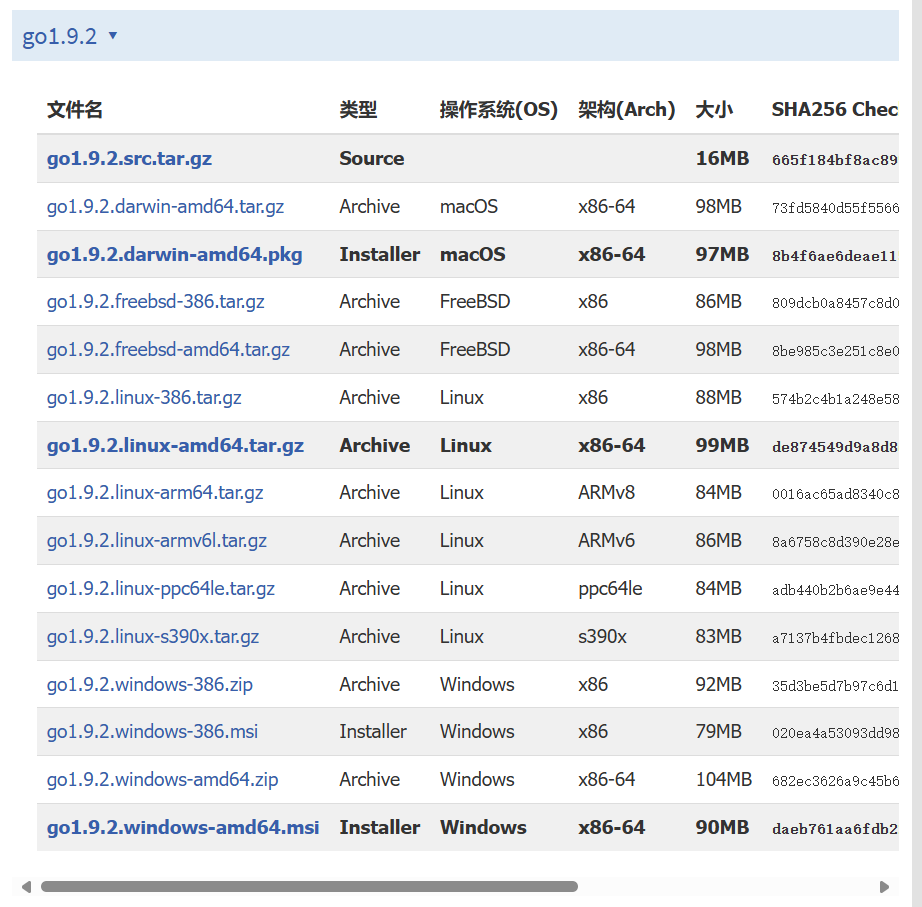 go1.9.2 ▾
文件名 类型 操作系统(OS) 架构(Arch) 大小 SHA256 Chec
go1.9.2.src.tar.gz Source 16MB 665f184bf8ac89
go1.9.2.darwin-amd64.tar.gz Archive macOS x86-64 98MB 73fd5840d55f5566
go1.9.2.darwin-amd64.pkg Installer macOS x86-64 97MB 8b4f6ae6deae11
go1.9.2.freebsd-386.tar.gz Archive FreeBSD x86 86MB 809dcb0a8457c8d0
go1.9.2.freebsd-amd64.tar.gz Archive FreeBSD x86-64 98MB 8be985c3e251c8e0
go1.9.2.linux-386.tar.gz Archive Linux x86 88MB 574b2c4b1a248e58
go1.9.2.linux-amd64.tar.gz Archive Linux x86-64 99MB de874549d9a8d8
go1.9.2.linux-arm64.tar.gz Archive Linux ARMv8 84MB 0016ac65ad8340c8
go1.9.2.linux-armv6l.tar.gz Archive Linux ARMv6 86MB 8a6758c8d390e28e
go1.9.2.linux-ppc64le.tar.gz Archive Linux ppc64le 84MB adb440b2b6ae9e44
go1.9.2.linux-s390x.tar.gz Archive Linux s390x 83MB a7137b4fbdec1268
go1.9.2.windows-386.zip Archive Windows x86 92MB 35d3be5d7b97c6d1
go1.9.2.windows-386.msi Installer Windows x86 79MB 020ea4a53093dd98
go1.9.2.windows-amd64.zip Archive Windows x86-64 104MB 682ec3626a9c45b6
go1.9.2.windows-amd64.msi Installer Windows x86-64 90MB daeb761aa6fdb2